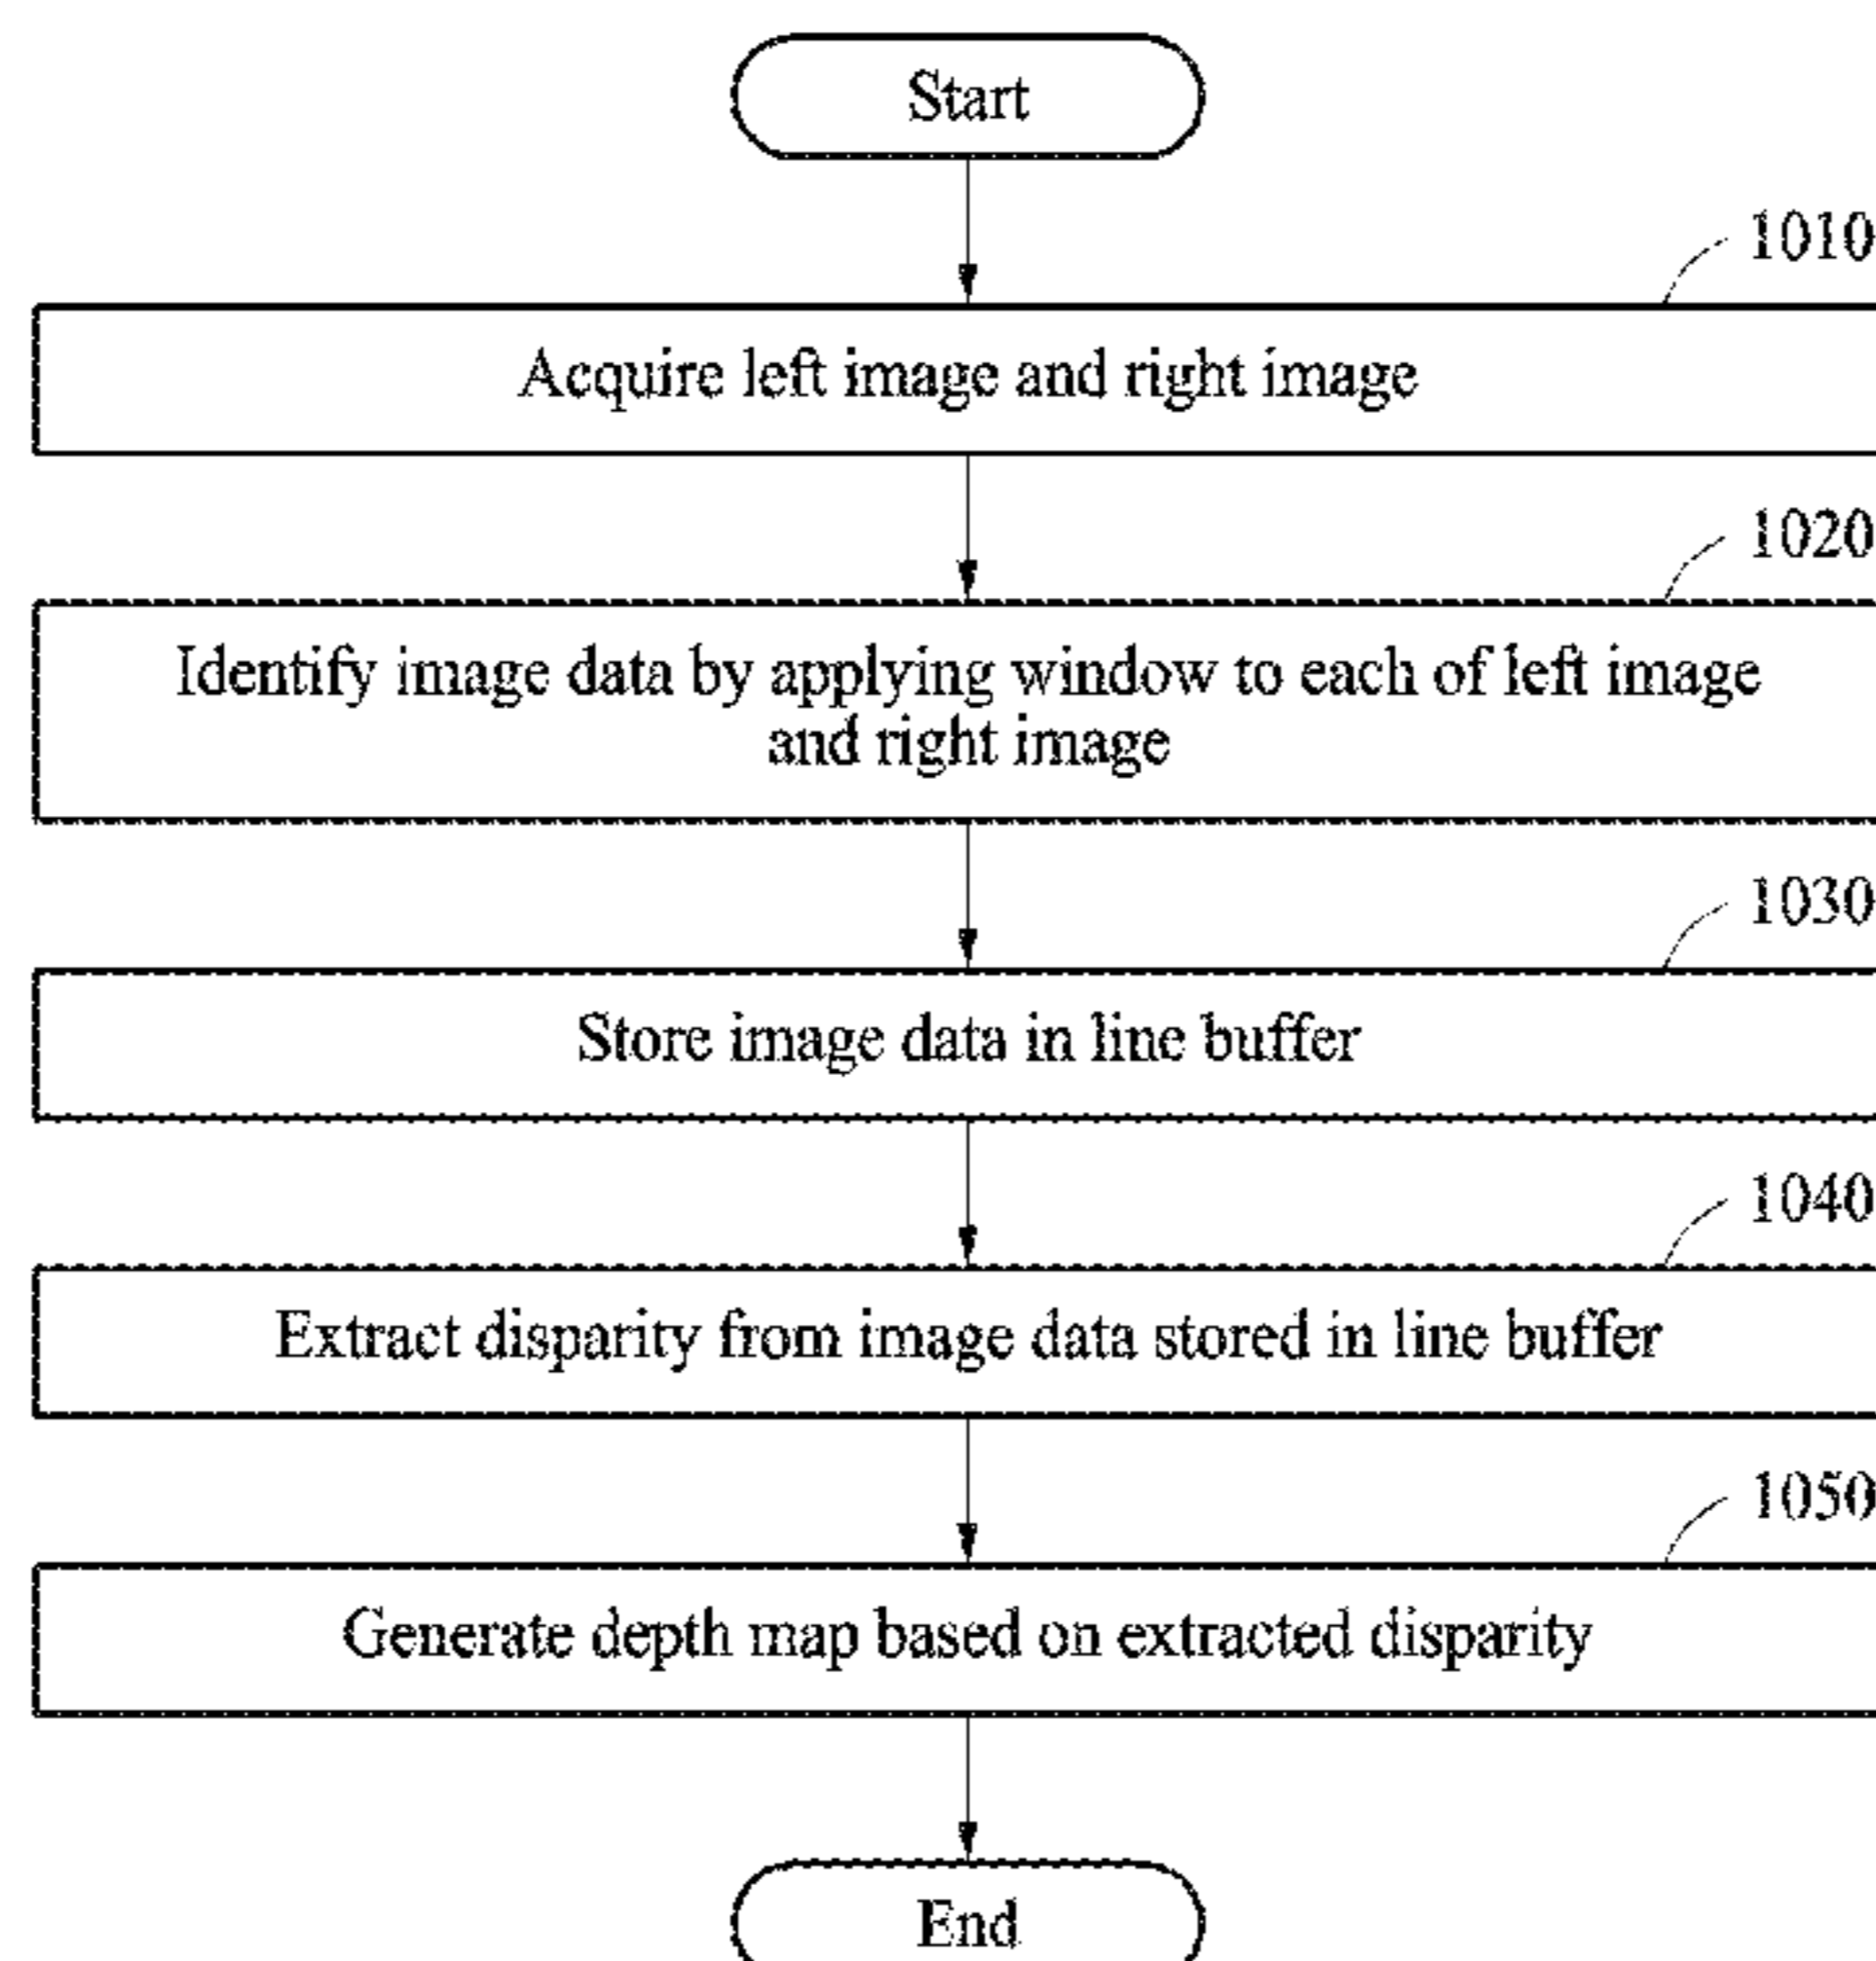 Start
1010
Acquire left image and right image
1020
Identify image data by applying window to each of left image
and right image
1030
Store image data in line buffer
1040
Extract disparity from image data stored in line buffer
1050
Generate depth map based on extracted disparity
End